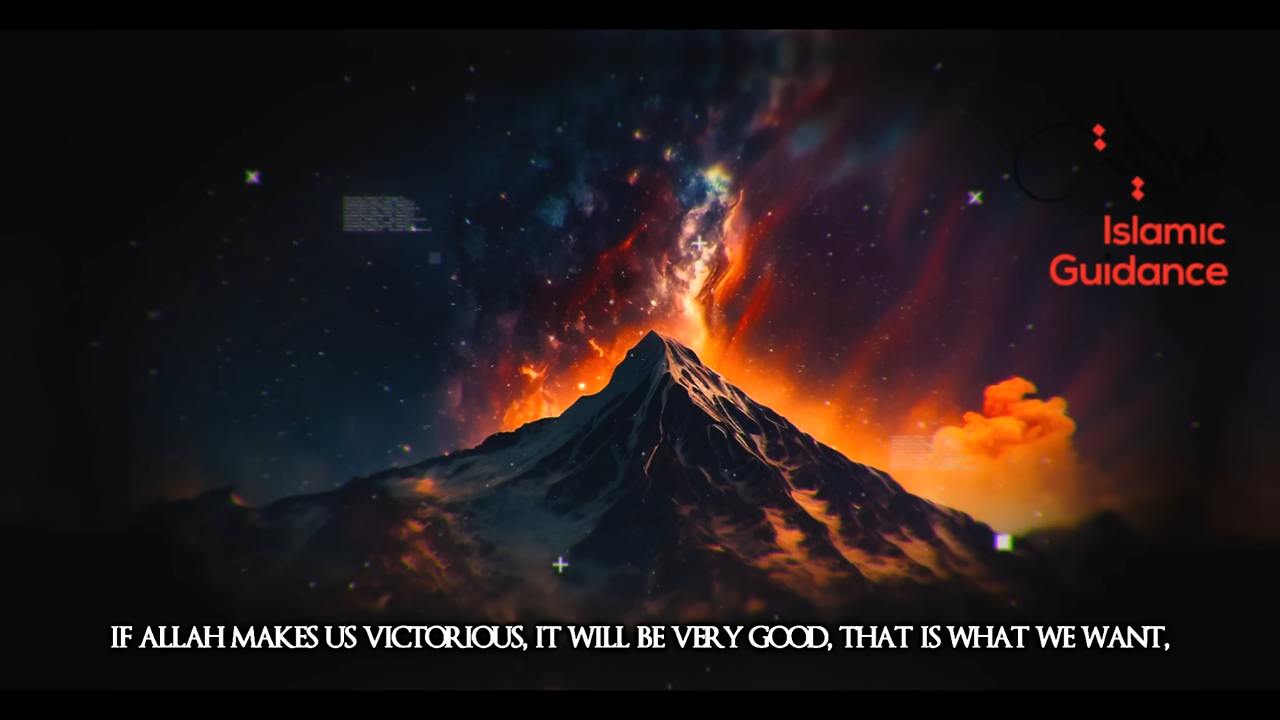 Islamic
Guidance
IF ALLAH MAKES US VICTORIOUS, IT WILL BE VERY GOOD, THAT IS WHAT WE WANT,